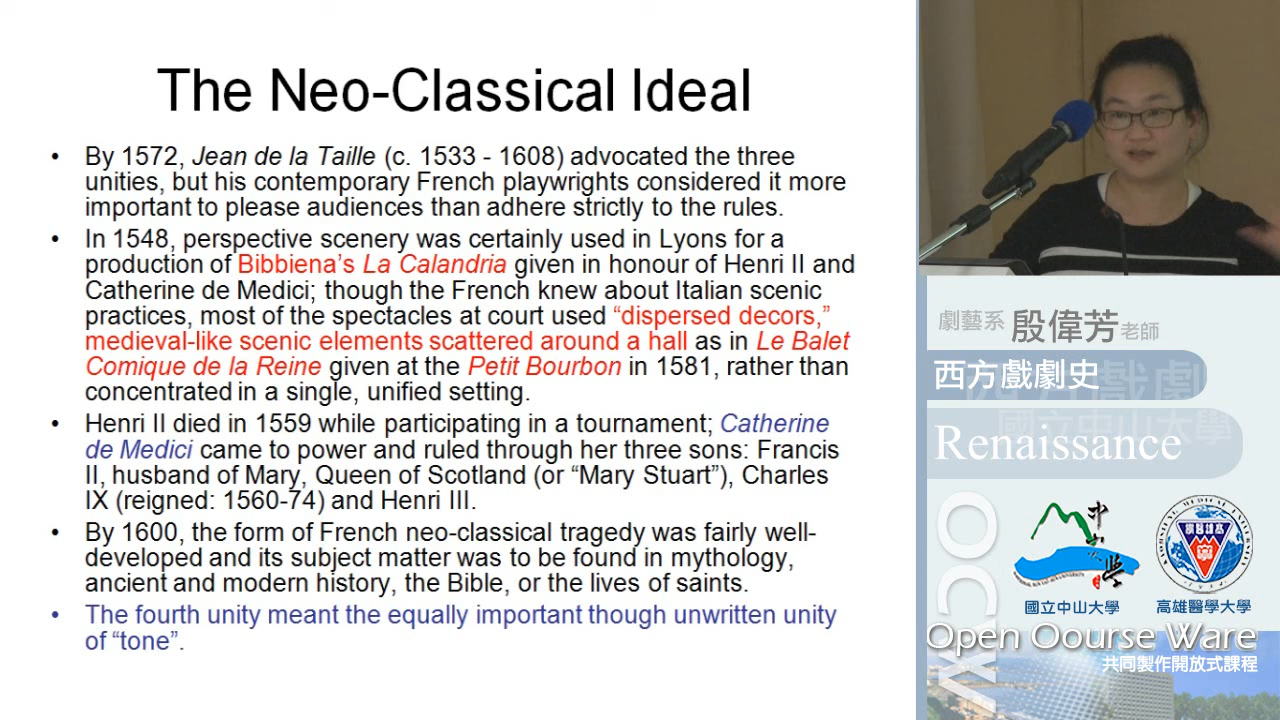 The Neo-Classical Ideal
• By 1572, Jean de la Taille (c. 1533 - 1608) advocated the three
unities, but his contemporary French playwrights considered it more
important to please audiences than adhere strictly to the rules.
• In 1548, perspective scenery was certainly used in Lyons for a
production of Bibbiena's La Calandria given in honour of Henri II and
Catherine de Medici; though the French knew about Italian scenic
practices, most of the spectacles at court used "dispersed decors,"
medieval-like scenic elements scattered around a hall as in Le Balet
Comique de la Reine given at the Petit Bourbon in 1581, rather than
concentrated in a single, unified setting.
• Henri II died in 1559 while participating in a tournament; Catherine
de Medici came to power and ruled through her three sons: Francis
II, husband of Mary, Queen of Scotland (or "Mary Stuart"), Charles
IX (reigned: 1560-74) and Henri III.
• By 1600, the form of French neo-classical tragedy was fairly well-
developed and its subject matter was to be found in mythology,
ancient and modern history, the Bible, or the lives of saints.
• The fourth unity meant the equally important though unwritten unity
of "tone".
劇藝系 殷偉芳老師
西方戲劇史
國立中山大學
Renaissance
OCW
國立中山大學
高雄醫學大學
Open Oourse Ware
共同製作開放式課程